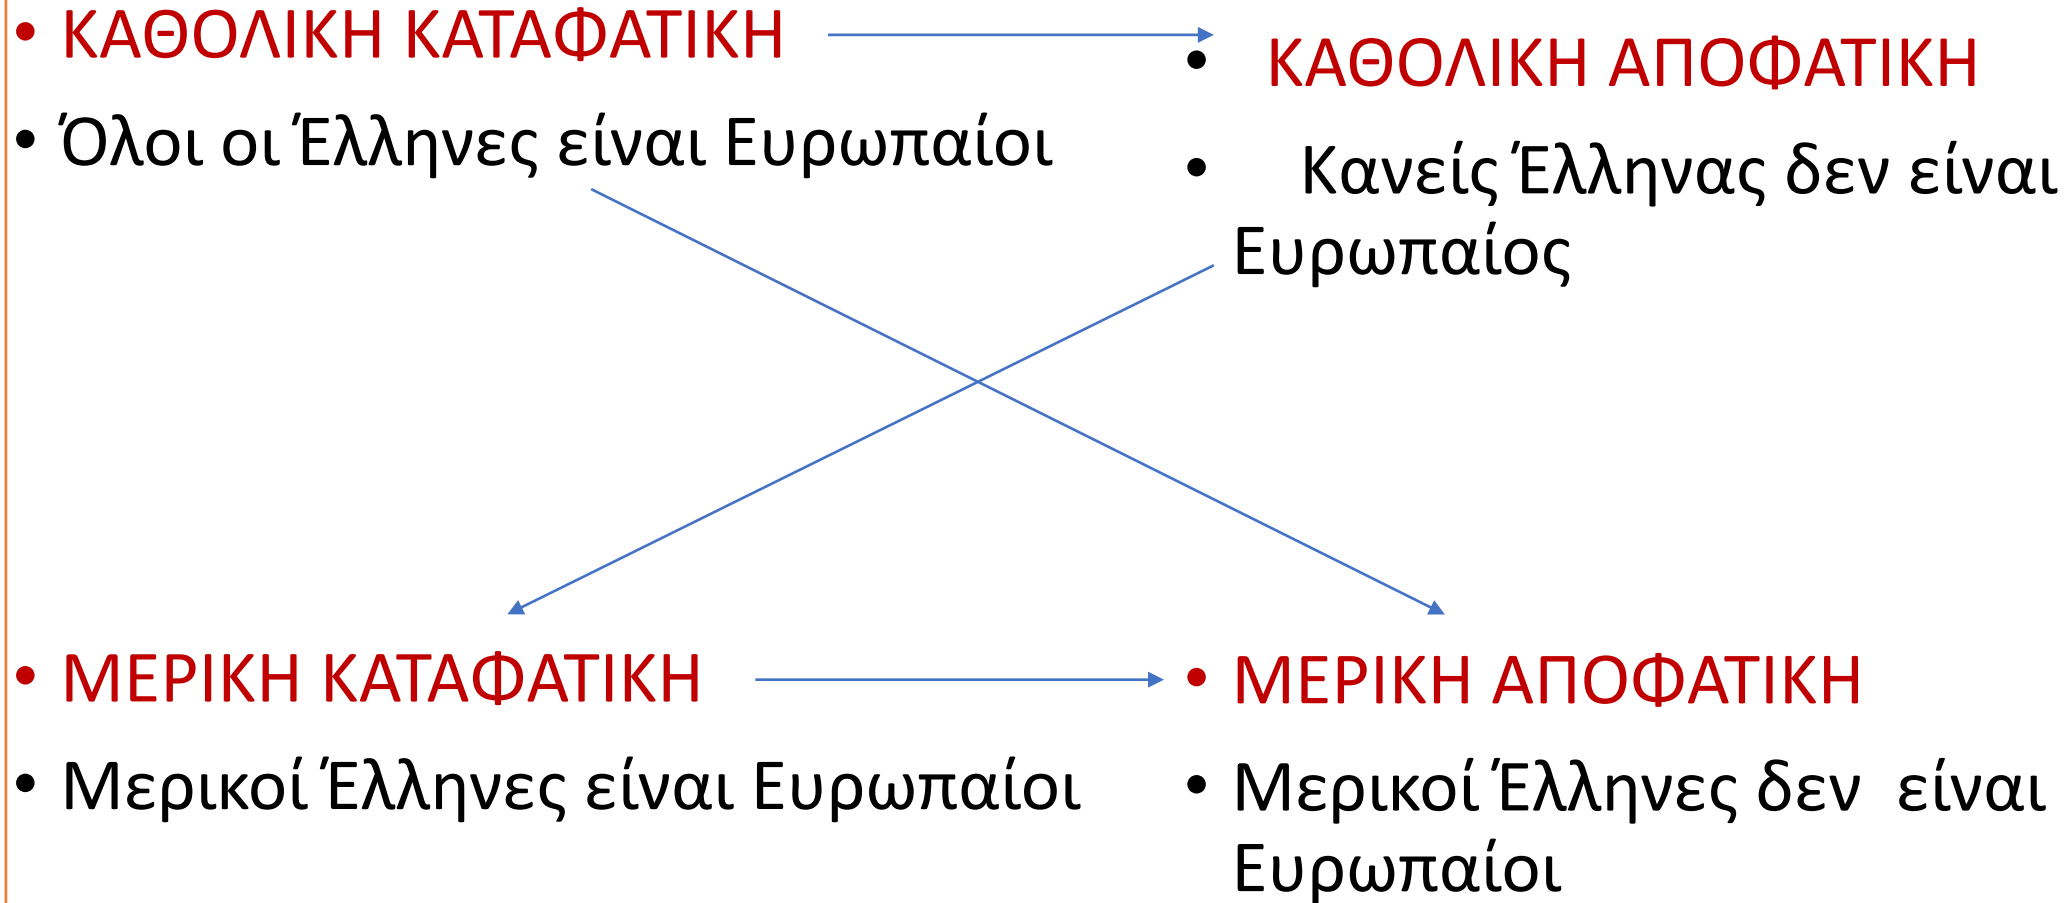 • ΚΑΘΟΛΙΚΗ ΚΑΤΑΦΑΤΙΚΗ
• Όλοι οι Έλληνες είναι Ευρωπαίοι
• ΚΑΘΟΛΙΚΗ ΑΠΟΦΑΤΙΚΗ
• Κανείς Έλληνας δεν είναι
Ευρωπαίος
• ΜΕΡΙΚΗ ΚΑΤΑΦΑΤΙΚΗ
• Μερικοί Έλληνες είναι Ευρωπαίοι
• ΜΕΡΙΚΗ ΑΠΟΦΑΤΙΚΗ
• Μερικοί Έλληνες δεν είναι
Ευρωπαίοι